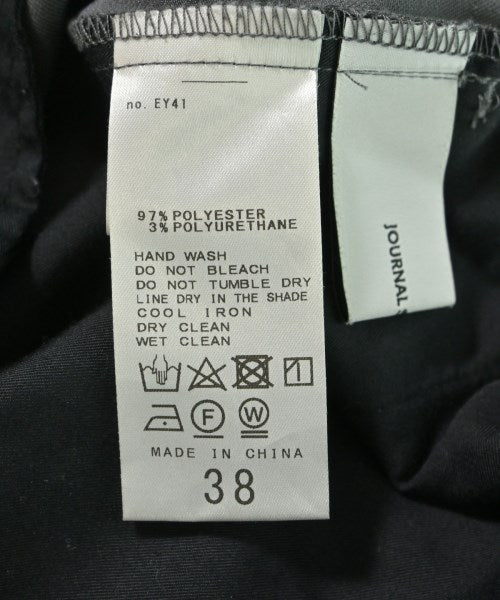 no. EY41
97% POLYESTER
3% POLYURETHANE
HAND WASH
DO NOT BLEACH
DO NOT TUMBLE DRY
LINE DRY IN THE SHADE
COOL IRON
DRY CLEAN
WET CLEAN
F W
MADE IN CHINA
38
JOURNAL S